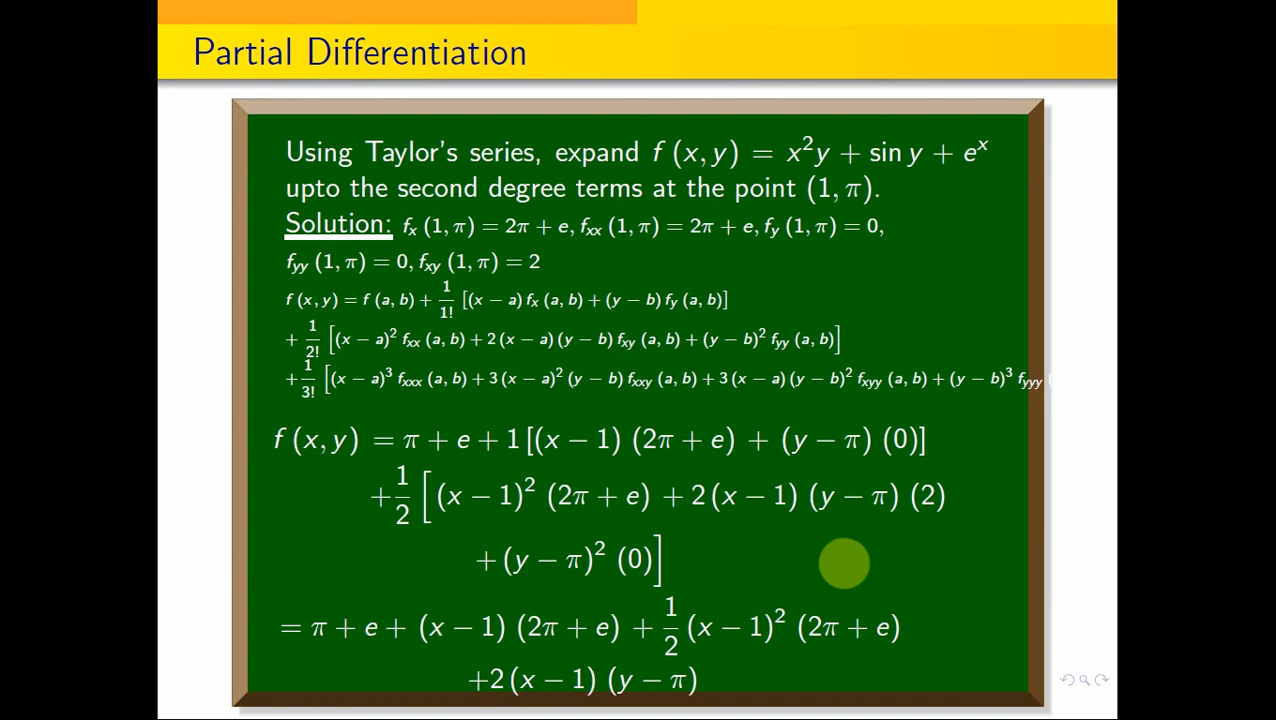 Partial Differentiation
Using Taylor's series, expand f (x, y) = x²y + sin y + eˣ
upto the second degree terms at the point (1, π).
Solution: fₓ (1, π) = 2π + e, fₓₓ (1, π) = 2π + e, f_y (1, π) = 0,
f_yy (1, π) = 0, f_xy (1, π) = 2
f (x, y) = f (a, b) + 1/1! [(x − a) fₓ (a, b) + (y − b) f_y (a, b)]
+ 1/2! [(x − a)² fₓₓ (a, b) + 2 (x − a) (y − b) f_xy (a, b) + (y − b)² f_yy (a, b)]
+ 1/3! [(x − a)³ fₓₓₓ (a, b) + 3 (x − a)² (y − b) f_xxy (a, b) + 3 (x − a) (y − b)² f_xyy (a, b) + (y − b)³ f_yyy (
f (x, y) = π + e + 1 [(x − 1) (2π + e) + (y − π) (0)]
+ 1/2 [(x − 1)² (2π + e) + 2 (x − 1) (y − π) (2)
+ (y − π)² (0)]
= π + e + (x − 1) (2π + e) + 1/2 (x − 1)² (2π + e)
+2 (x − 1) (y − π)